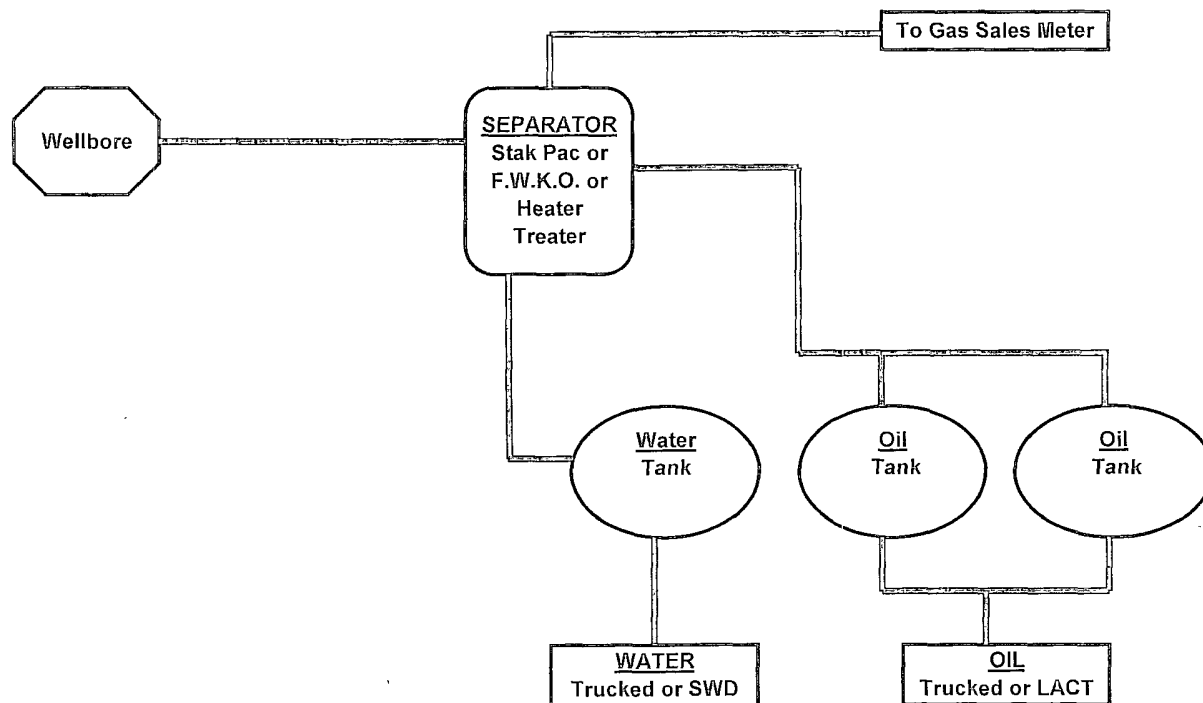 To Gas Sales Meter
Wellbore
SEPARATOR
Stak Pac or
F.W.K.O. or
Heater
Treater
Water
Tank
Oil
Tank
Oil
Tank
WATER
Trucked or SWD
OIL
Trucked or LACT